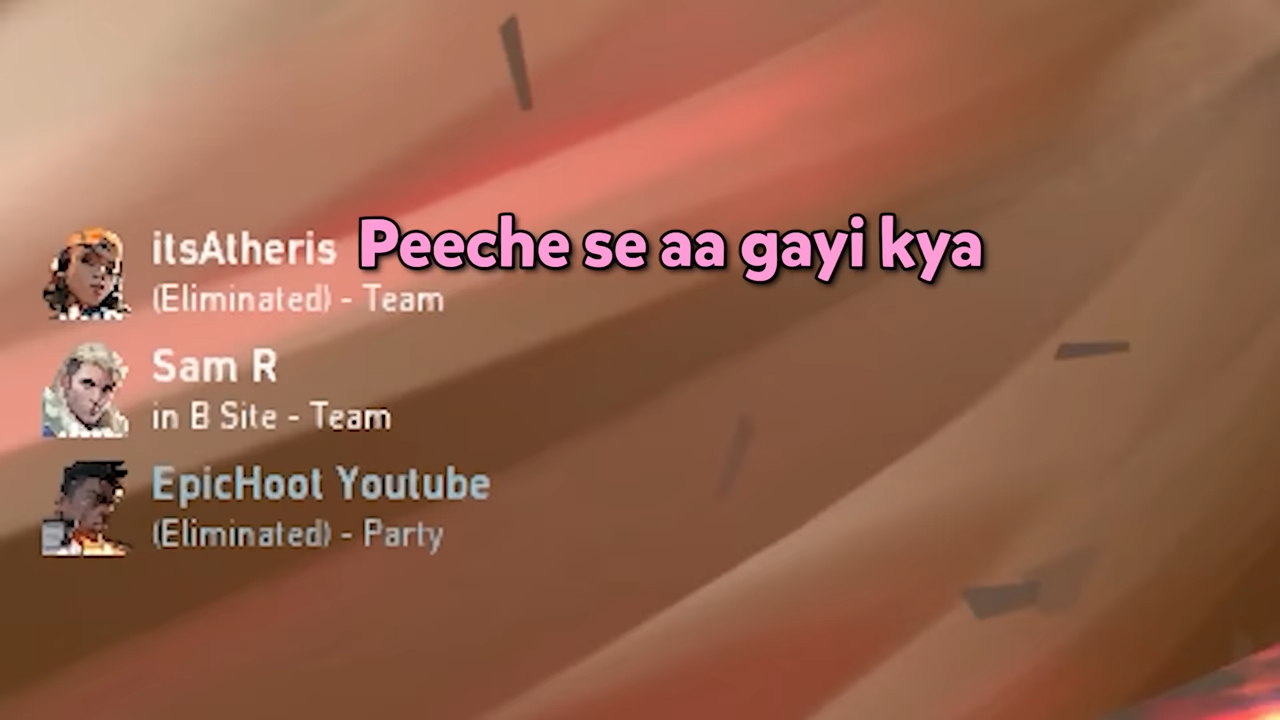 itsAtheris Peeche se aa gayi kya
(Eliminated) - Team
Sam R
in B Site - Team
EpicHoot Youtube
(Eliminated) - Party